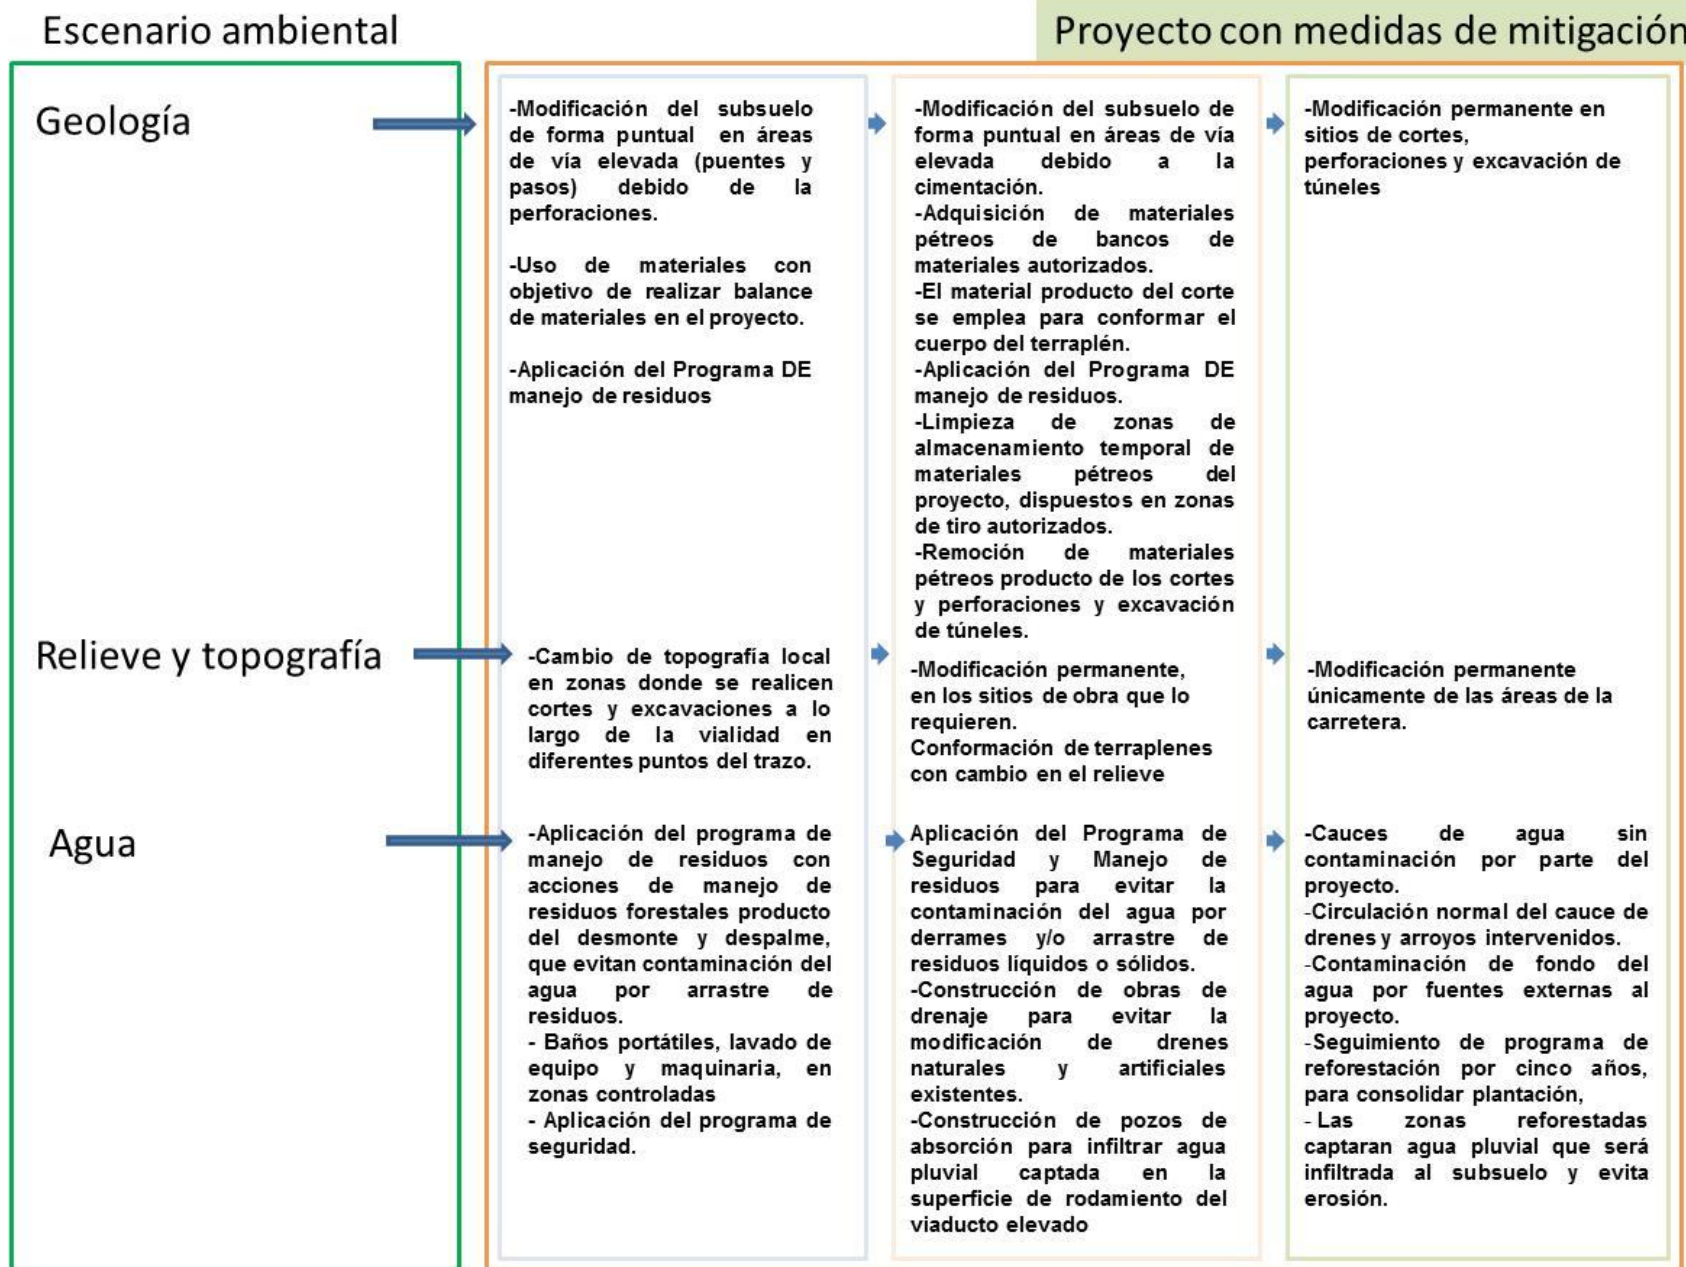 Escenario ambiental
Proyecto con medidas de mitigación
Geología
-Modificación del subsuelo
de forma puntual en áreas
de vía elevada (puentes y
pasos) debido de la
perforaciones.
-Uso de materiales con
objetivo de realizar balance
de materiales en el proyecto.
-Aplicación del Programa DE
manejo de residuos
-Modificación del subsuelo de
forma puntual en áreas de vía
elevada debido a la
cimentación.
-Adquisición de materiales
pétreos de bancos de
materiales autorizados.
-El material producto del corte
se emplea para conformar el
cuerpo del terraplén.
-Aplicación del Programa DE
manejo de residuos.
-Limpieza de zonas de
almacenamiento temporal de
materiales pétreos del
proyecto, dispuestos en zonas
de tiro autorizados.
-Remoción de materiales
pétreos producto de los cortes
y perforaciones y excavación
de túneles.
-Modificación permanente en
sitios de cortes,
perforaciones y excavación de
túneles
Relieve y topografía
-Cambio de topografía local
en zonas donde se realicen
cortes y excavaciones a lo
largo de la vialidad en
diferentes puntos del trazo.
-Modificación permanente,
en los sitios de obra que lo
requieren.
Conformación de terraplenes
con cambio en el relieve
-Modificación permanente
únicamente de las áreas de la
carretera.
Agua
-Aplicación del programa de
manejo de residuos con
acciones de manejo de
residuos forestales producto
del desmonte y despalme,
que evitan contaminación del
agua por arrastre de
residuos.
- Baños portátiles, lavado de
equipo y maquinaria, en
zonas controladas
- Aplicación del programa de
seguridad.
Aplicación del Programa de
Seguridad y Manejo de
residuos para evitar la
contaminación del agua por
derrames y/o arrastre de
residuos líquidos o sólidos.
-Construcción de obras de
drenaje para evitar la
modificación de drenes
naturales y artificiales
existentes.
-Construcción de pozos de
absorción para infiltrar agua
pluvial captada en la
superficie de rodamiento del
viaducto elevado
-Cauces de agua sin
contaminación por parte del
proyecto.
-Circulación normal del cauce de
drenes y arroyos intervenidos.
-Contaminación de fondo del
agua por fuentes externas al
proyecto.
-Seguimiento de programa de
reforestación por cinco años,
para consolidar plantación,
- Las zonas reforestadas
captaran agua pluvial que será
infiltrada al subsuelo y evita
erosión.